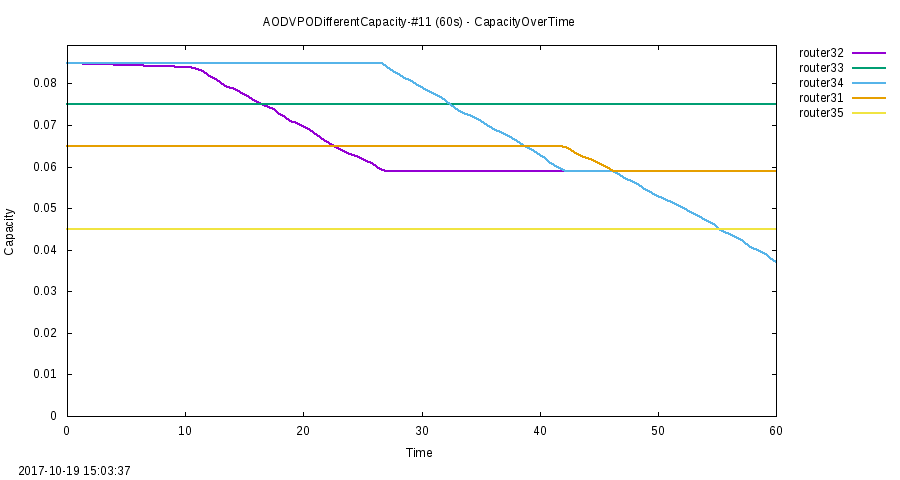 AODVPODifferentCapacity-#11 (60s) - CapacityOverTime
router32
router33
router34
router31
router35
0.08
0.07
0.06
0.05
0.04
0.03
0.02
0.01
0
Capacity
0 10 20 30 40 50 60
Time
2017-10-19 15:03:37